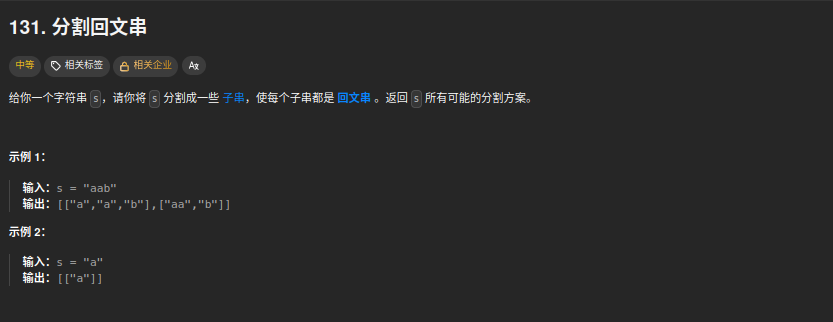 131. 分割回文串
中等 相关标签 相关企业 Aあ
给你一个字符串 s，请你将 s 分割成一些 子串，使每个子串都是 回文串 。返回 s 所有可能的分割方案。
示例 1：
输入：s = "aab"
输出：[["a","a","b"],["aa","b"]]
示例 2：
输入：s = "a"
输出：[["a"]]